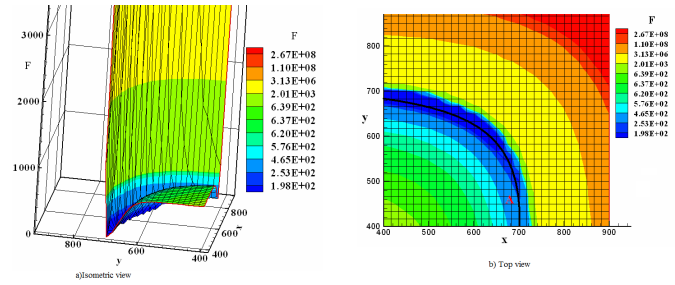 F
3000
F
2000
1000
0
800
600
y
400
400
600
800
x
F
2.67E+08
1.10E+08
3.13E+06
2.01E+03
6.39E+02
6.37E+02
6.20E+02
5.76E+02
4.65E+02
2.53E+02
1.98E+02
a)Isometric view
800
700
y
600
500
400
400 500 600 700 800 900
x
X
F
2.67E+08
1.10E+08
3.13E+06
2.01E+03
6.39E+02
6.37E+02
6.20E+02
5.76E+02
4.65E+02
2.53E+02
1.98E+02
b) Top view